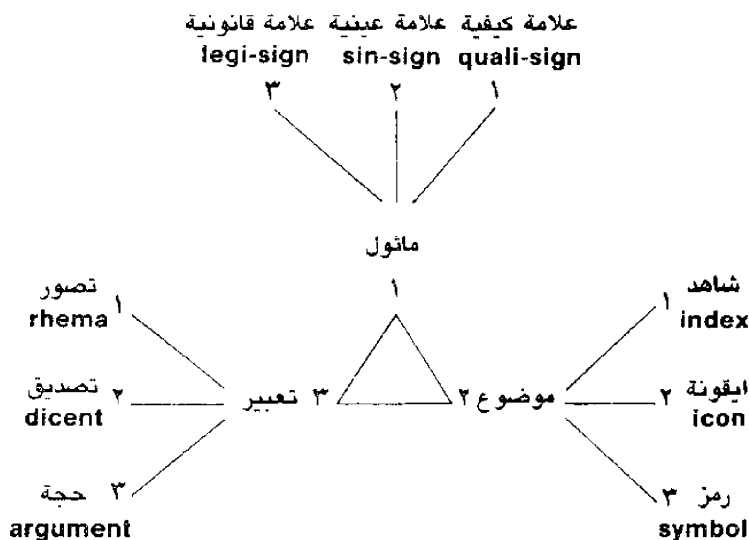 علامة كيفية علامة عينية علامة قانونية
legi-sign sin-sign quali-sign
٣ ٢ ١
ماثول
١
تصور ١
rhema
شاهد ١
index
تصديق ٢
dicent
تعبير ٣
٢ موضوع
ايقونة ٢
icon
حجة ٣
argument
رمز ٣
symbol